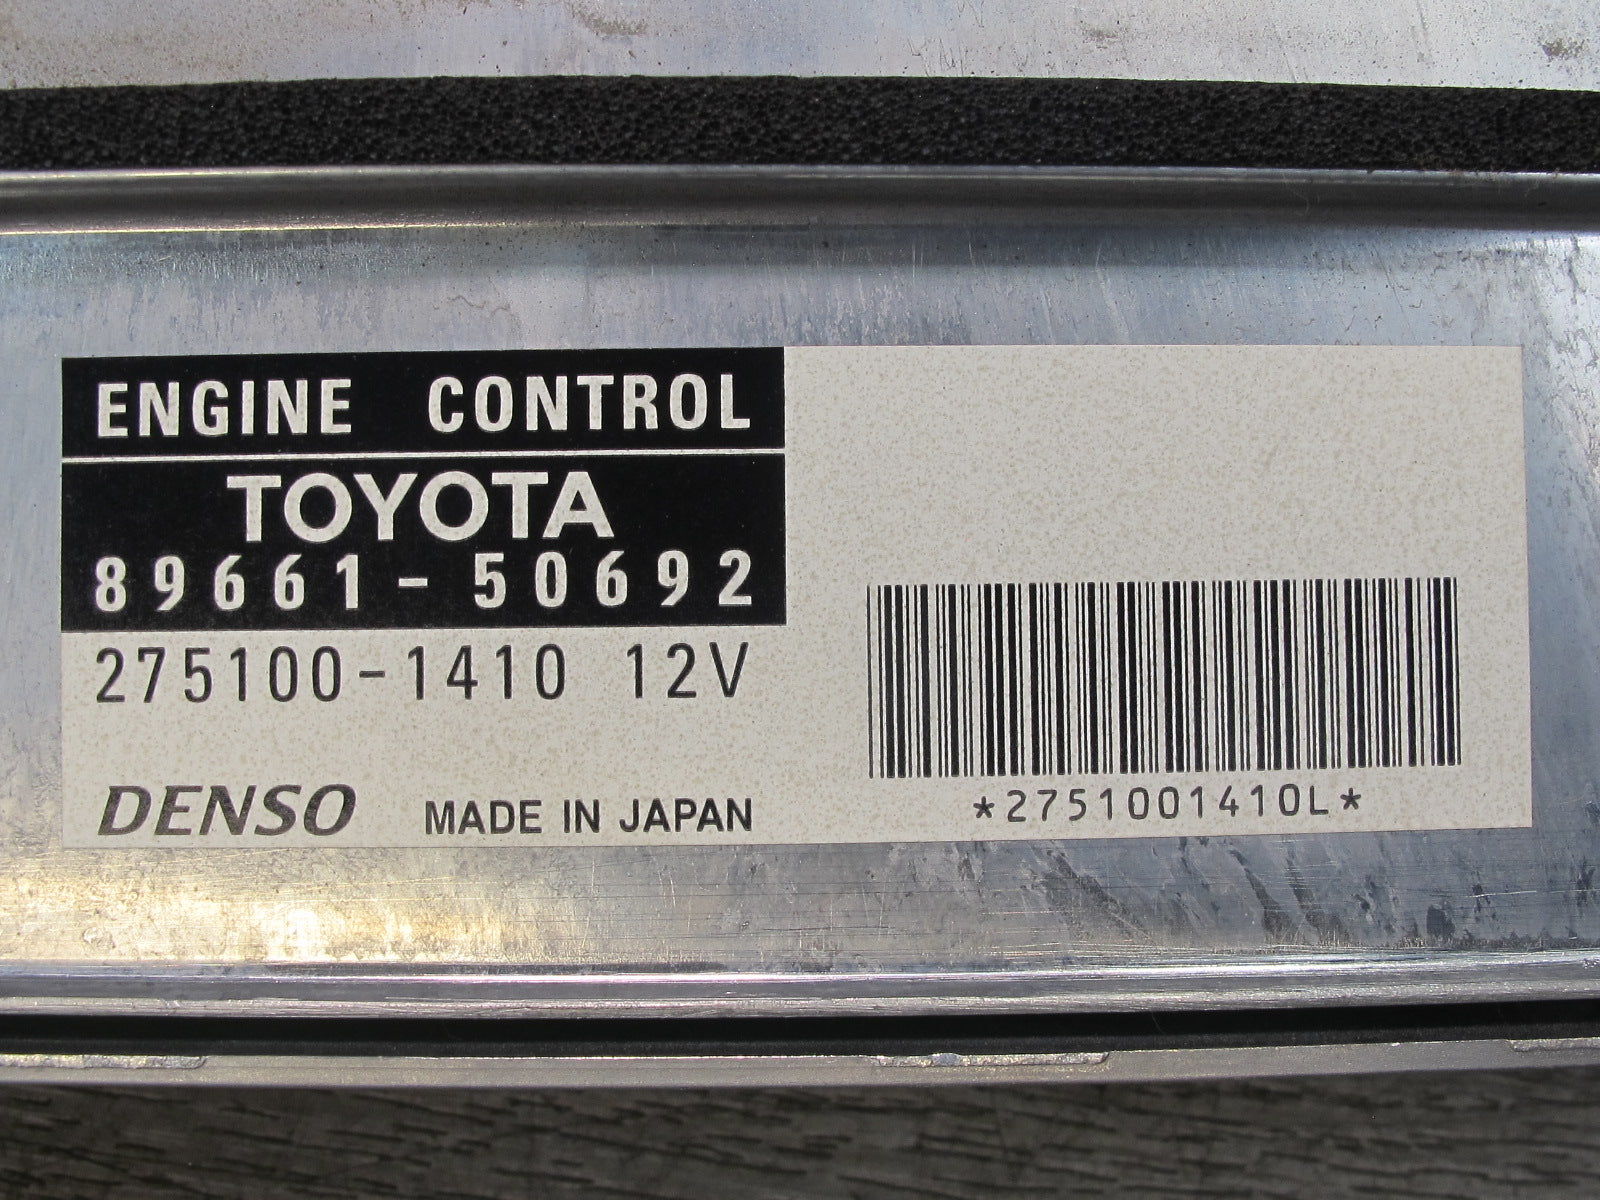 ENGINE CONTROL
TOYOTA
89661-50692
275100-1410 12V
DENSO MADE IN JAPAN
*2751001410L*